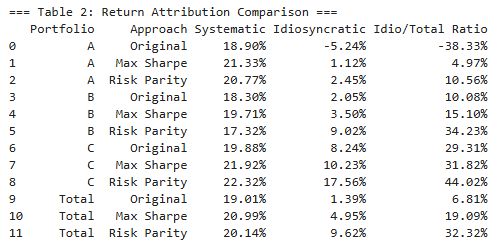 === Table 2: Return Attribution Comparison ===
Portfolio Approach Systematic Idiosyncratic Idio/Total Ratio
0 A Original 18.90% -5.24% -38.33%
1 A Max Sharpe 21.33% 1.12% 4.97%
2 A Risk Parity 20.77% 2.45% 10.56%
3 B Original 18.30% 2.05% 10.08%
4 B Max Sharpe 19.71% 3.50% 15.10%
5 B Risk Parity 17.32% 9.02% 34.23%
6 C Original 19.88% 8.24% 29.31%
7 C Max Sharpe 21.92% 10.23% 31.82%
8 C Risk Parity 22.32% 17.56% 44.02%
9 Total Original 19.01% 1.39% 6.81%
10 Total Max Sharpe 20.99% 4.95% 19.09%
11 Total Risk Parity 20.14% 9.62% 32.32%